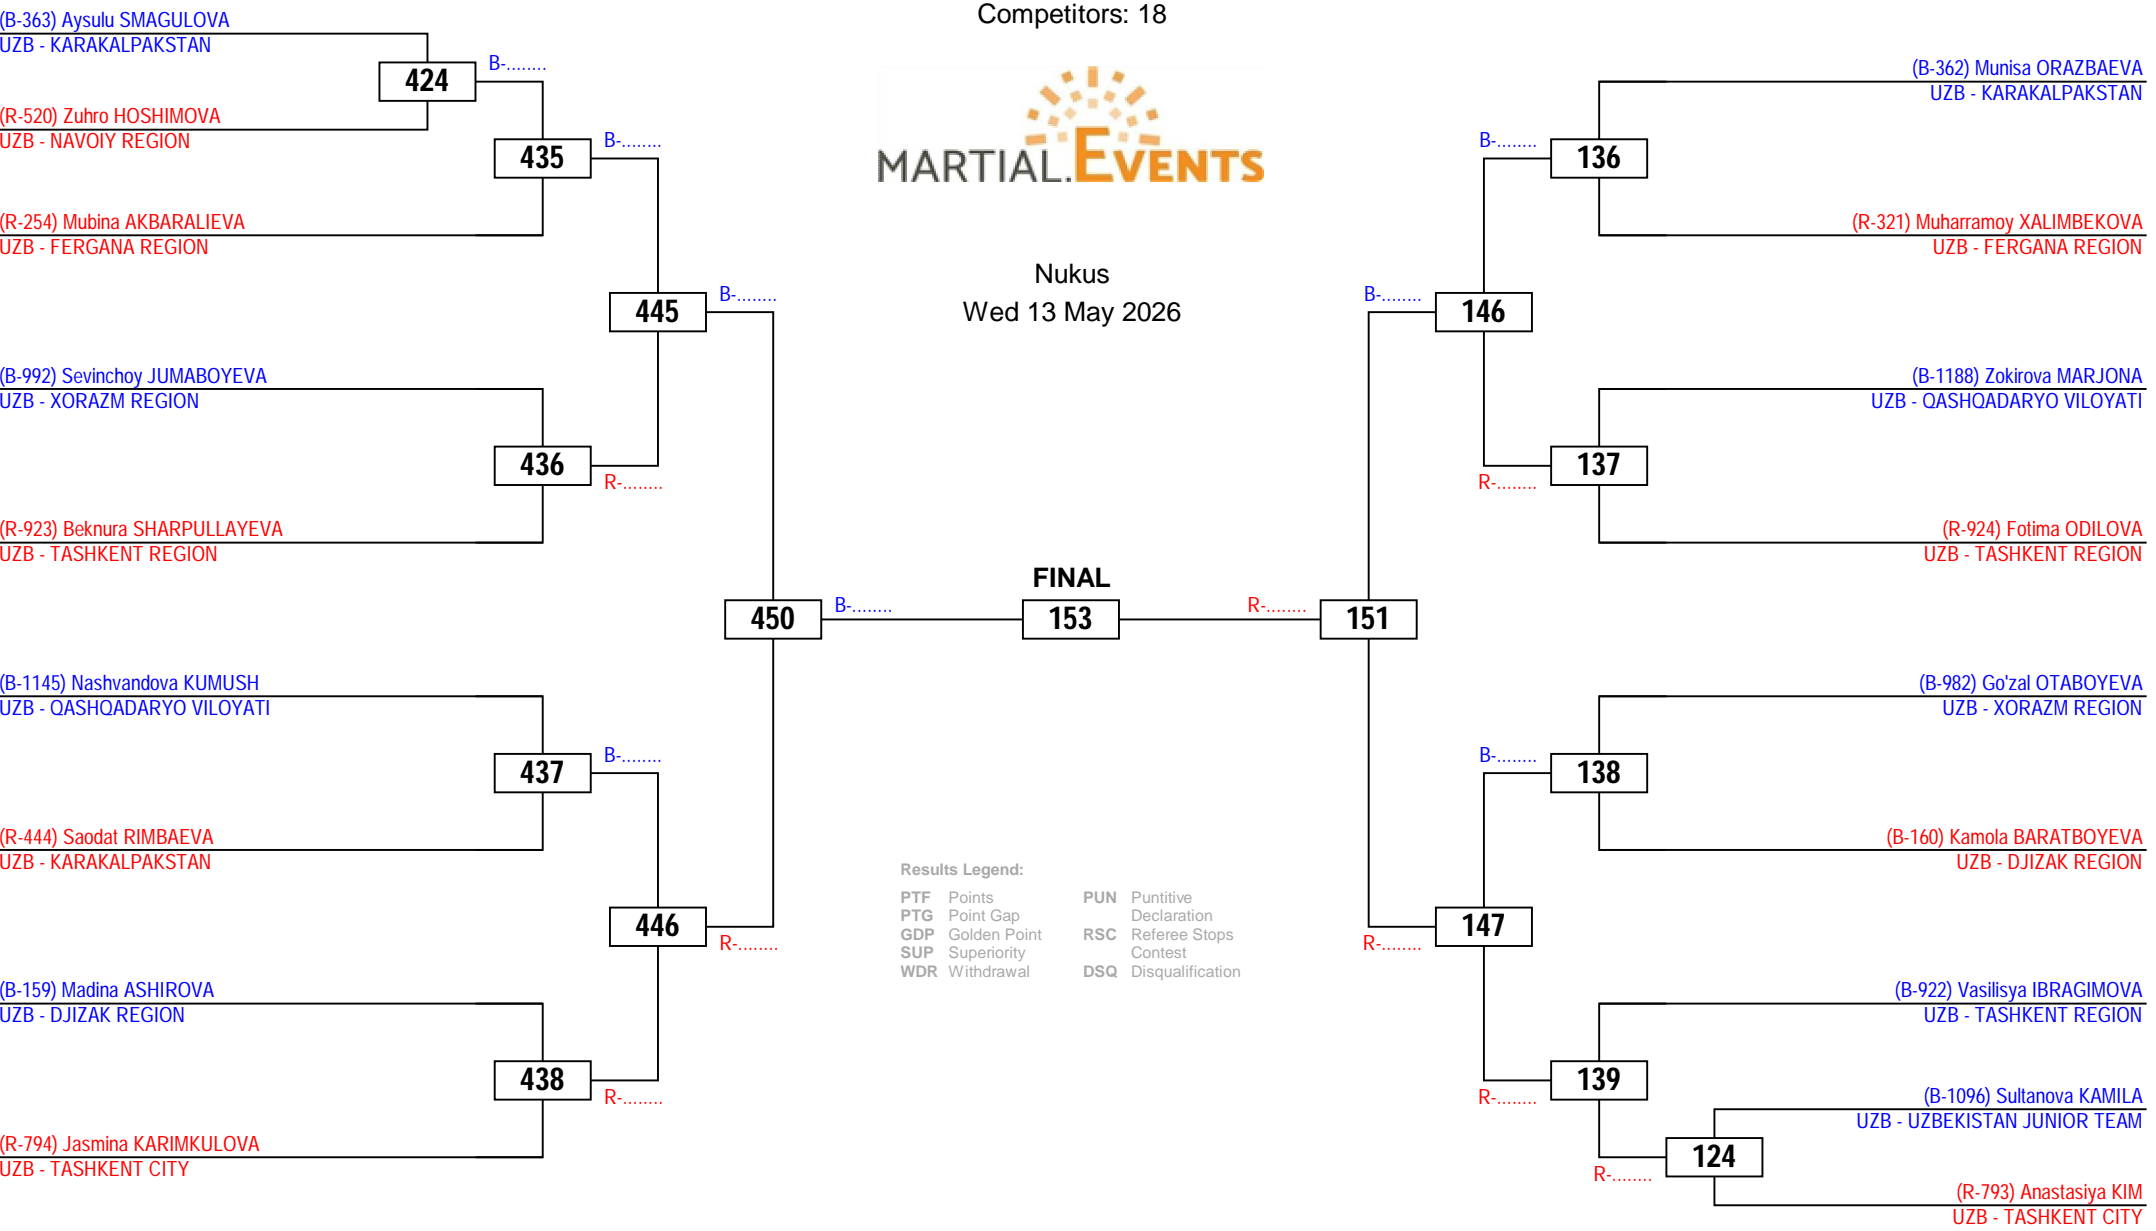 Competitors: 18
MARTIAL.EVENTS
Nukus
Wed 13 May 2026
(B-363) Aysulu SMAGULOVA
UZB - KARAKALPAKSTAN
424
B-........
(R-520) Zuhro HOSHIMOVA
UZB - NAVOIY REGION
435
B-........
(R-254) Mubina AKBARALIEVA
UZB - FERGANA REGION
445
B-........
(B-992) Sevinchoy JUMABOYEVA
UZB - XORAZM REGION
436
R-........
(R-923) Beknura SHARPULLAYEVA
UZB - TASHKENT REGION
450
B-........
(B-1145) Nashvandova KUMUSH
UZB - QASHQADARYO VILOYATI
437
B-........
(R-444) Saodat RIMBAEVA
UZB - KARAKALPAKSTAN
446
R-........
(B-159) Madina ASHIROVA
UZB - DJIZAK REGION
438
R-........
(R-794) Jasmina KARIMKULOVA
UZB - TASHKENT CITY
FINAL
153
(B-362) Munisa ORAZBAEVA
UZB - KARAKALPAKSTAN
B-........
136
(R-321) Muharramoy XALIMBEKOVA
UZB - FERGANA REGION
B-........
146
(B-1188) Zokirova MARJONA
UZB - QASHQADARYO VILOYATI
137
R-........
(R-924) Fotima ODILOVA
UZB - TASHKENT REGION
R-........
151
(B-982) Go'zal OTABOYEVA
UZB - XORAZM REGION
B-........
138
(B-160) Kamola BARATBOYEVA
UZB - DJIZAK REGION
147
R-........
(B-922) Vasilisya IBRAGIMOVA
UZB - TASHKENT REGION
139
R-........
(B-1096) Sultanova KAMILA
UZB - UZBEKISTAN JUNIOR TEAM
124
R-........
(R-793) Anastasiya KIM
UZB - TASHKENT CITY
Results Legend:
PTF Points
PTG Point Gap
GDP Golden Point
SUP Superiority
WDR Withdrawal
PUN Puntitive
Declaration
RSC Referee Stops
Contest
DSQ Disqualification